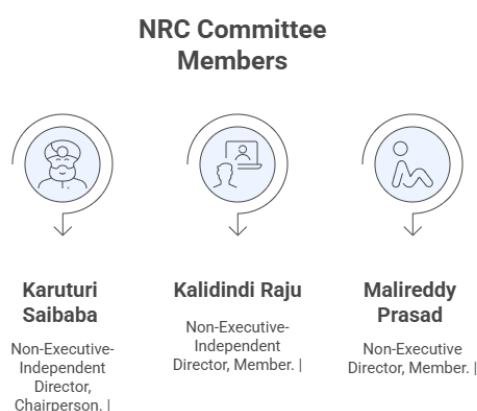 NRC Committee
Members
Karuturi
Saibaba
Non-Executive-
Independent
Director,
Chairperson. |
Kalidindi Raju
Non-Executive-
Independent
Director, Member. |
Malireddy
Prasad
Non-Executive
Director, Member. |